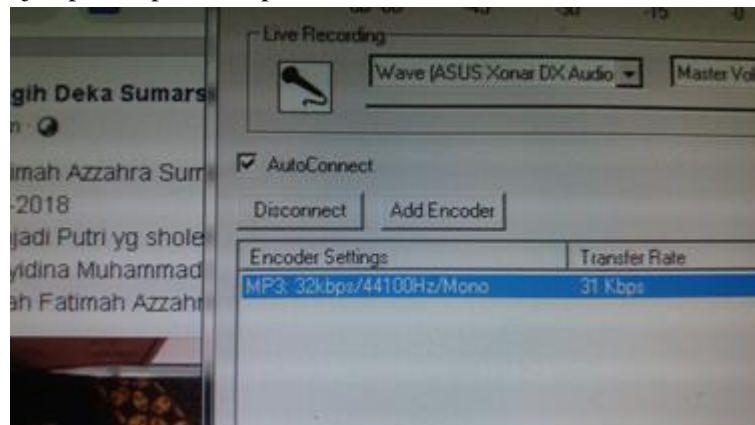 -15
Live Recording
Wave (ASUS Xonar DX Audio
Master Vol
gih Deka Sumars
AutoConnect
imah Azzahra Sum
-2018
Disconnect
Add Encoder
jadi Putri yg shole
Encoder Settings
Transfer Rate
yidina Muhammad
MP3: 32kbps/44100Hz/Mono
31 Kbps
ah Fatimah Azzahr